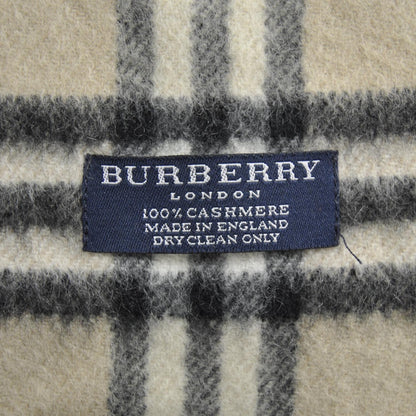 BURBERRY
LONDON
100% CASHMERE
MADE IN ENGLAND
DRY CLEAN ONLY